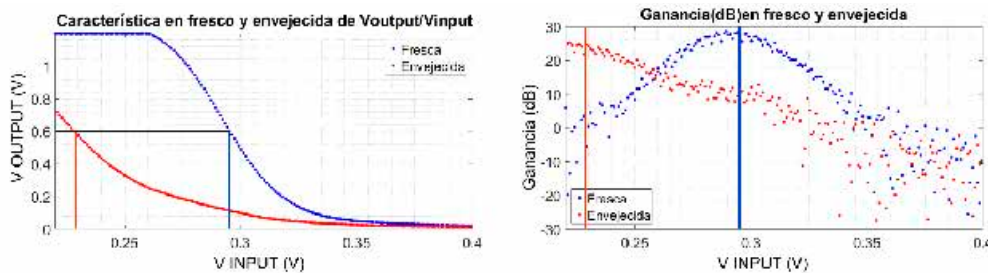 Característica en fresco y envejecida de Voutput/Vinput
Fresca
Envejecida
V OUTPUT (V)
1
0.8
0.6
0.4
0.2
0
0.25
0.3
0.35
0.4
V INPUT (V)
Ganancia(dB)en fresco y envejecida
Ganancia (dB)
30
20
10
0
-10
-20
-30
Fresca
Envejecida
0.25
0.3
0.35
0.4
V INPUT (V)